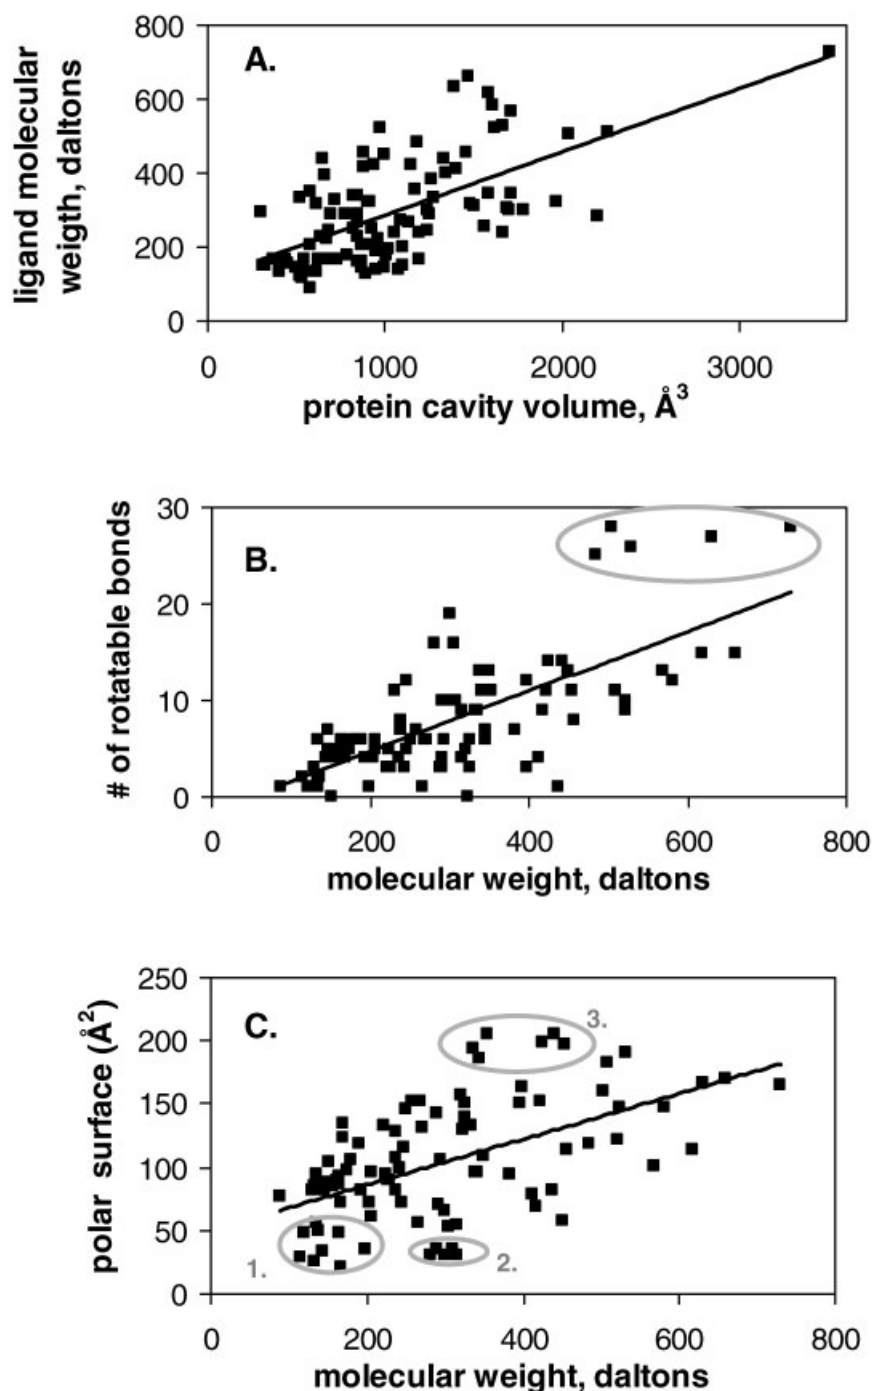 A.
ligand molecular
weigth, daltons
800
600
400
200
0
0 1000 2000 3000
protein cavity volume, Å³
B.
# of rotatable bonds
30
20
10
0
0 200 400 600 800
molecular weight, daltons
C.
3.
polar surface (Å²)
250
200
150
100
50
0
1.
2.
0 200 400 600 800
molecular weight, daltons